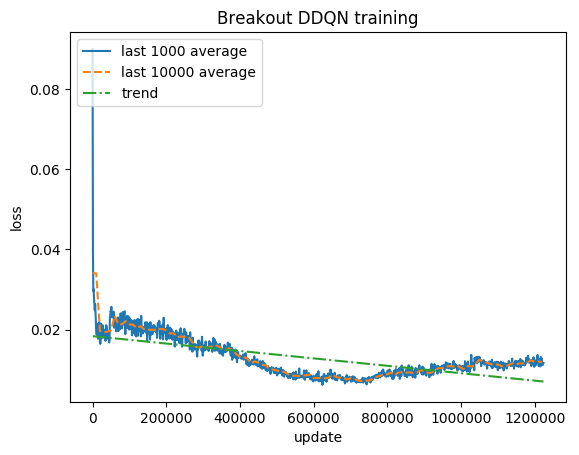 Breakout DDQN training
last 1000 average
last 10000 average
trend
0.08
0.06
0.04
0.02
loss
0 200000 400000 600000 800000 1000000 1200000
update